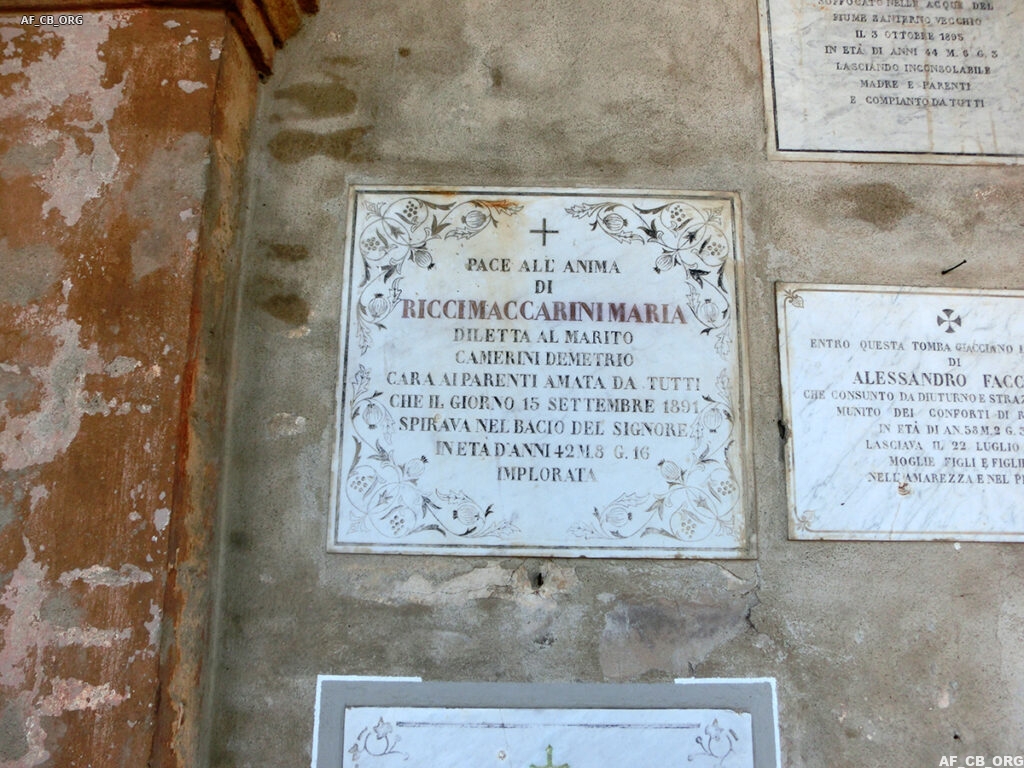 AF_CB_ORG
SOFFOCATO NELLE ACQUE DEL
FIUME ZANIERNO VECCHIO
IL 3 OTTOBRE 1895
IN ETÀ DI ANNI 44 M. 6 G. 3
LASCIANDO INCONSOLABILE
MADRE E PARENTI
E COMPIANTO DA TUTTI
PACE ALL' ANIMA
DI
RICCI MACCARINI MARIA
DILETTA AL MARITO
CAMERINI DEMETRIO
CARA AI PARENTI AMATA DA TUTTI
CHE IL GIORNO 15 SETTEMBRE 1891
SPIRAVA NEL BACIO DEL SIGNORE
IN ETÀ D'ANNI 42 M. 8 G. 16
IMPLORATA
ENTRO QUESTA TOMBA GIACCIANO
DI
ALESSANDRO FACC
CHE CONSUNTO DA DIUTURNO E STRAZ
MUNITO DEI CONFORTI DI R
IN ETÀ DI AN. 58 M. 2 G.
LASCIAVA IL 22 LUGLIO
MOGLIE FIGLI E FIGLIE
NELL'AMAREZZA E NEL P
AF_CB_ORG